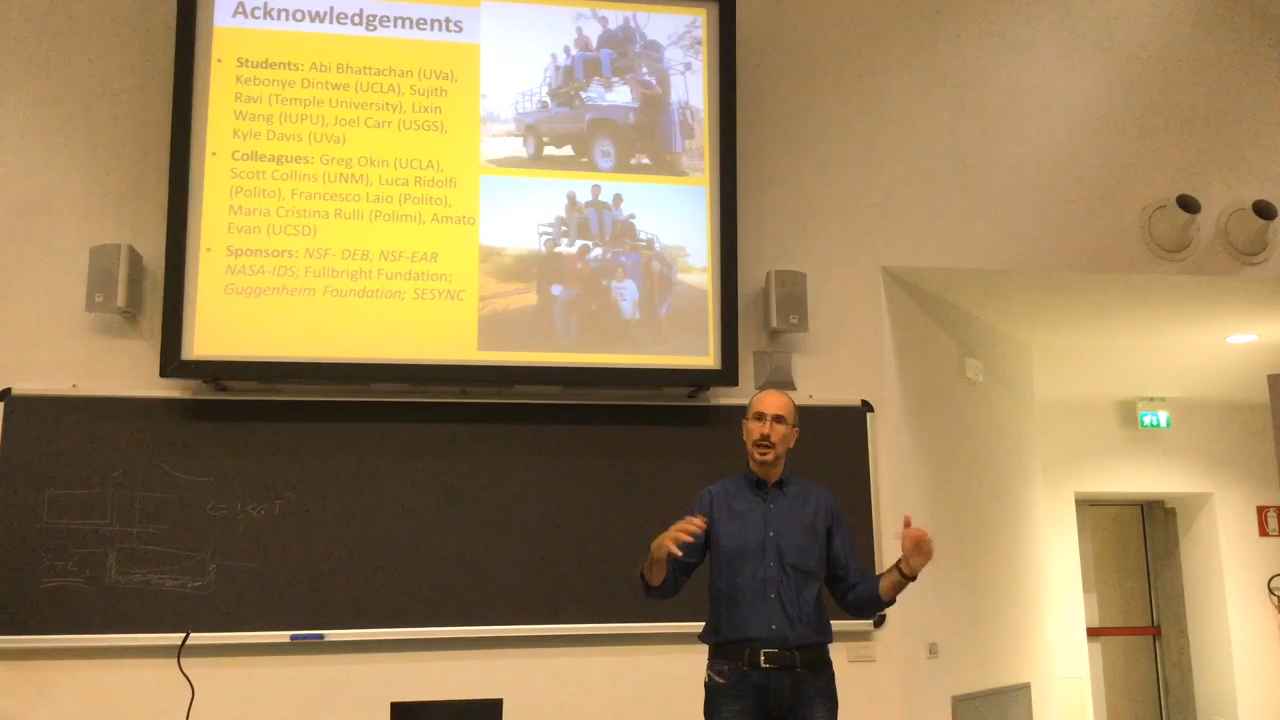 Acknowledgements
• Students: Abi Bhattachan (UVa),
Kebonye Dintwe (UCLA), Sujith
Ravi (Temple University), Lixin
Wang (IUPU), Joel Carr (USGS),
Kyle Davis (UVa)
• Colleagues: Greg Okin (UCLA),
Scott Collins (UNM), Luca Ridolfi
(Polito), Francesco Laio (Polito),
Maria Cristina Rulli (Polimi), Amato
Evan (UCSD)
• Sponsors: NSF- DEB; NSF-EAR
NASA-IDS; Fullbright Fundation;
Guggenheim Foundation; SESYNC